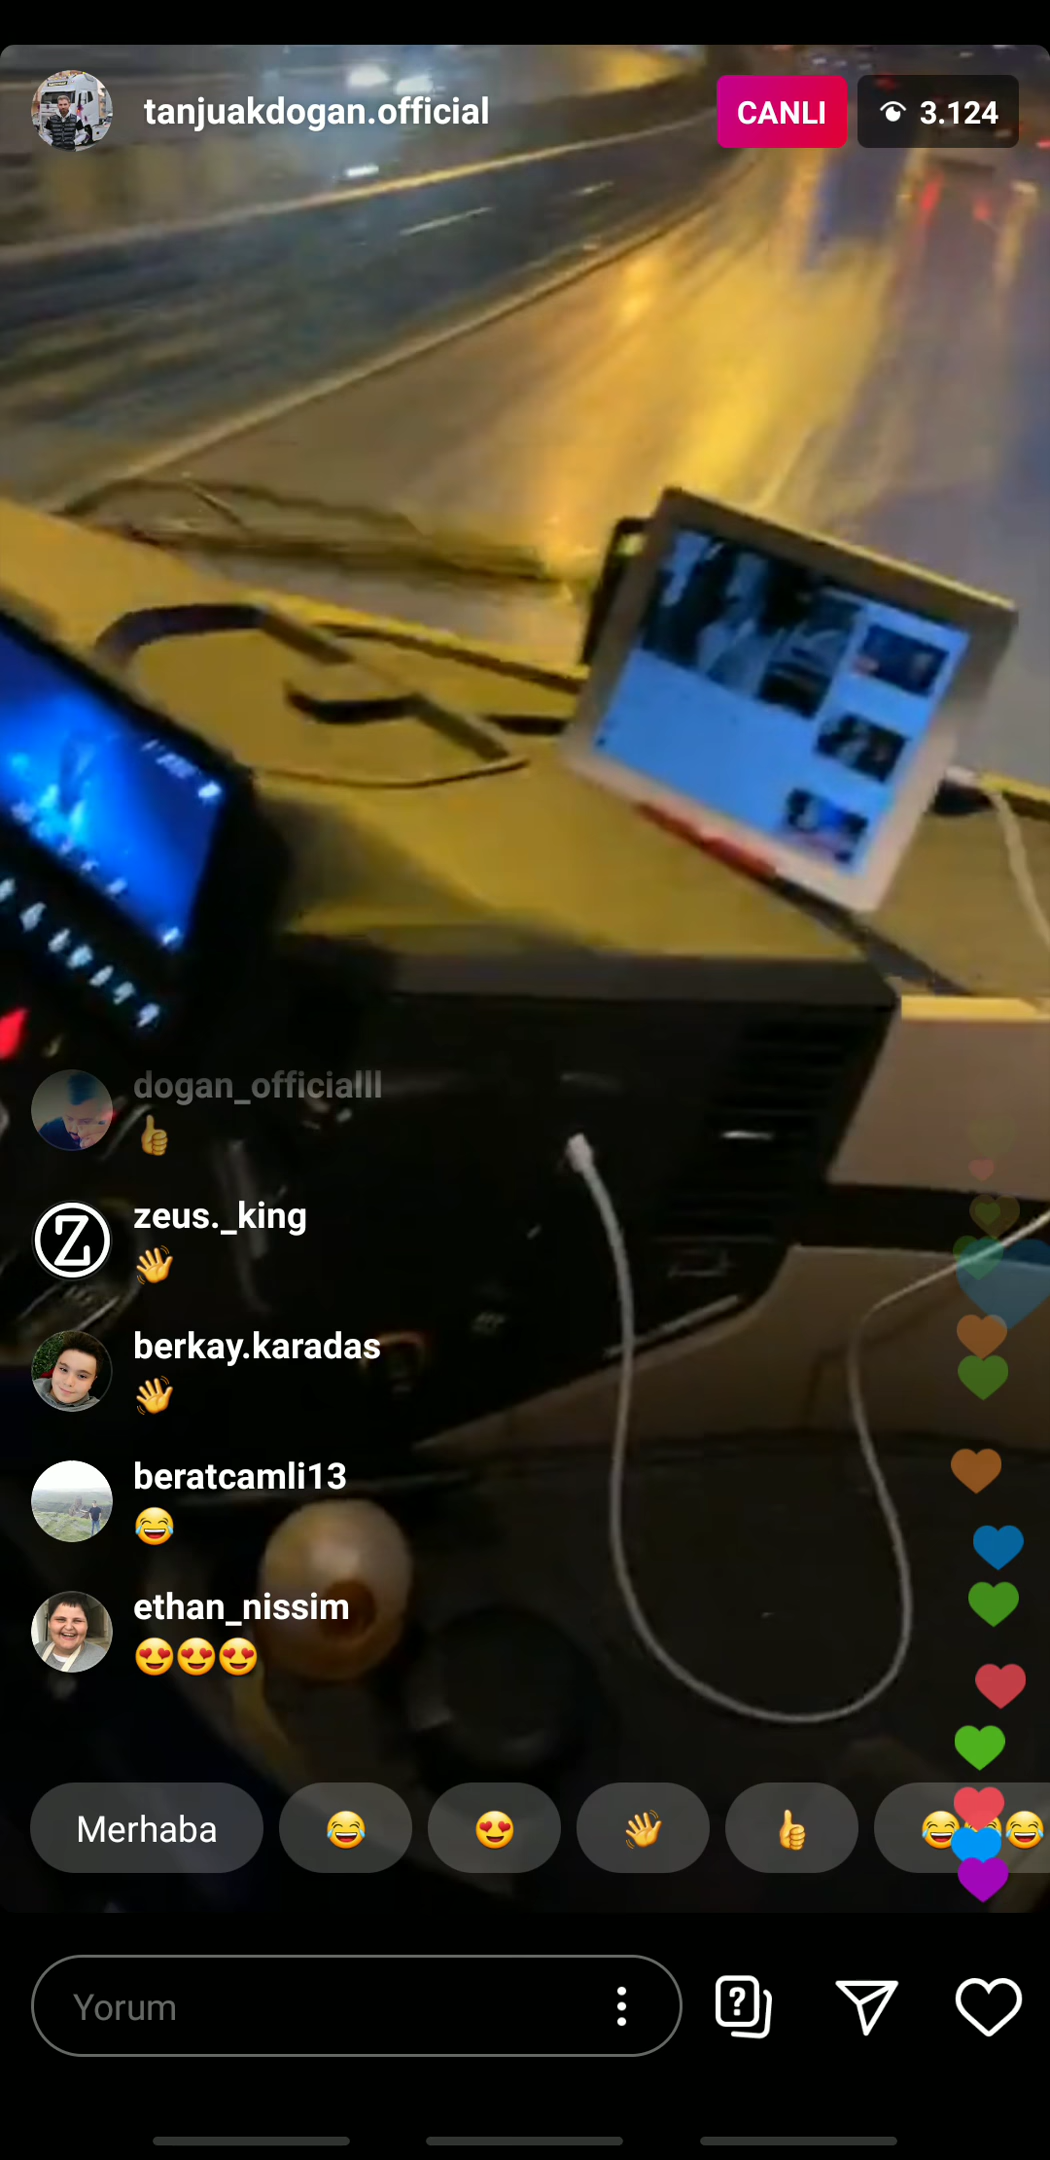 tanjuakdogan.official
CANLI
3.124
dogan_officialll
👍
zeus._king
👋
berkay.karadas
👋
beratcamli13
😂
ethan_nissim
😍😍😍
Merhaba 😂 😍 👋 👍 😂😂😂
Yorum